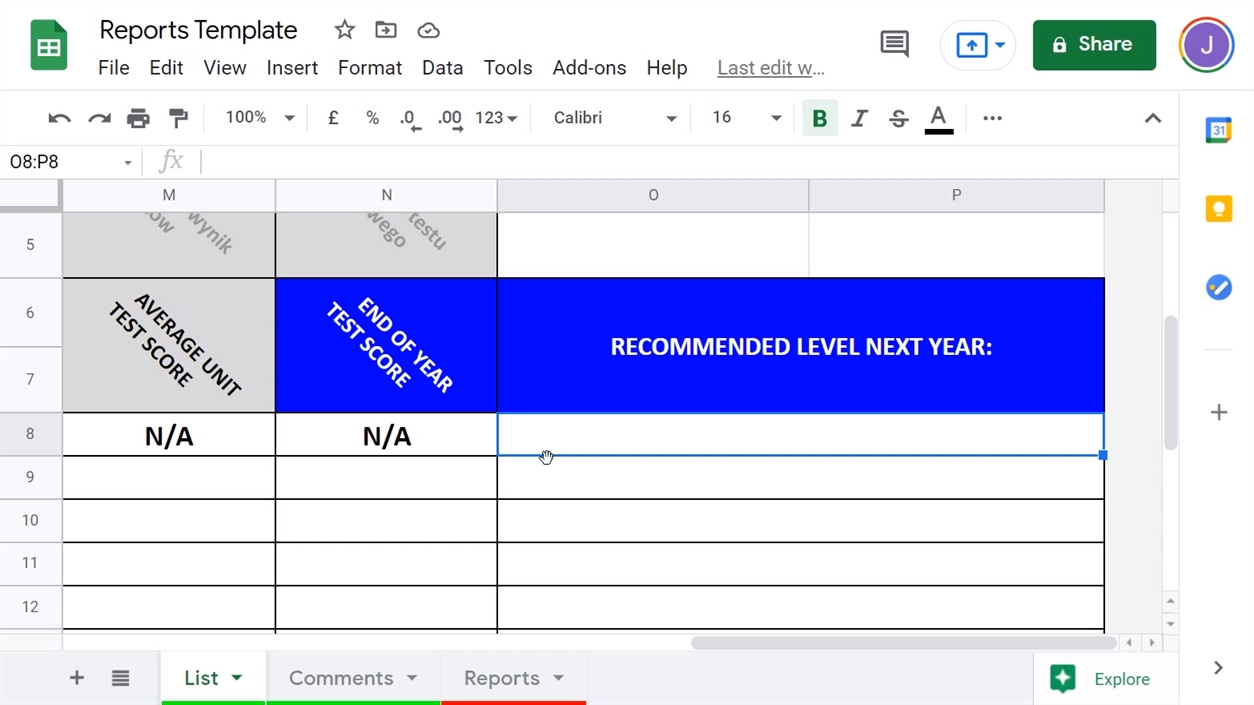 Reports Template
File Edit View Insert Format Data Tools Add-ons Help Last edit w...
Share
J
100% £ % .0 .00 123 Calibri 16 B I S A
31
O8:P8 fx
M N O P
5
ów wynik
wego testu
6
AVERAGE UNIT
TEST SCORE
END OF YEAR
TEST SCORE
RECOMMENDED LEVEL NEXT YEAR:
7
8 N/A N/A
9
10
11
12
List Comments Reports
Explore